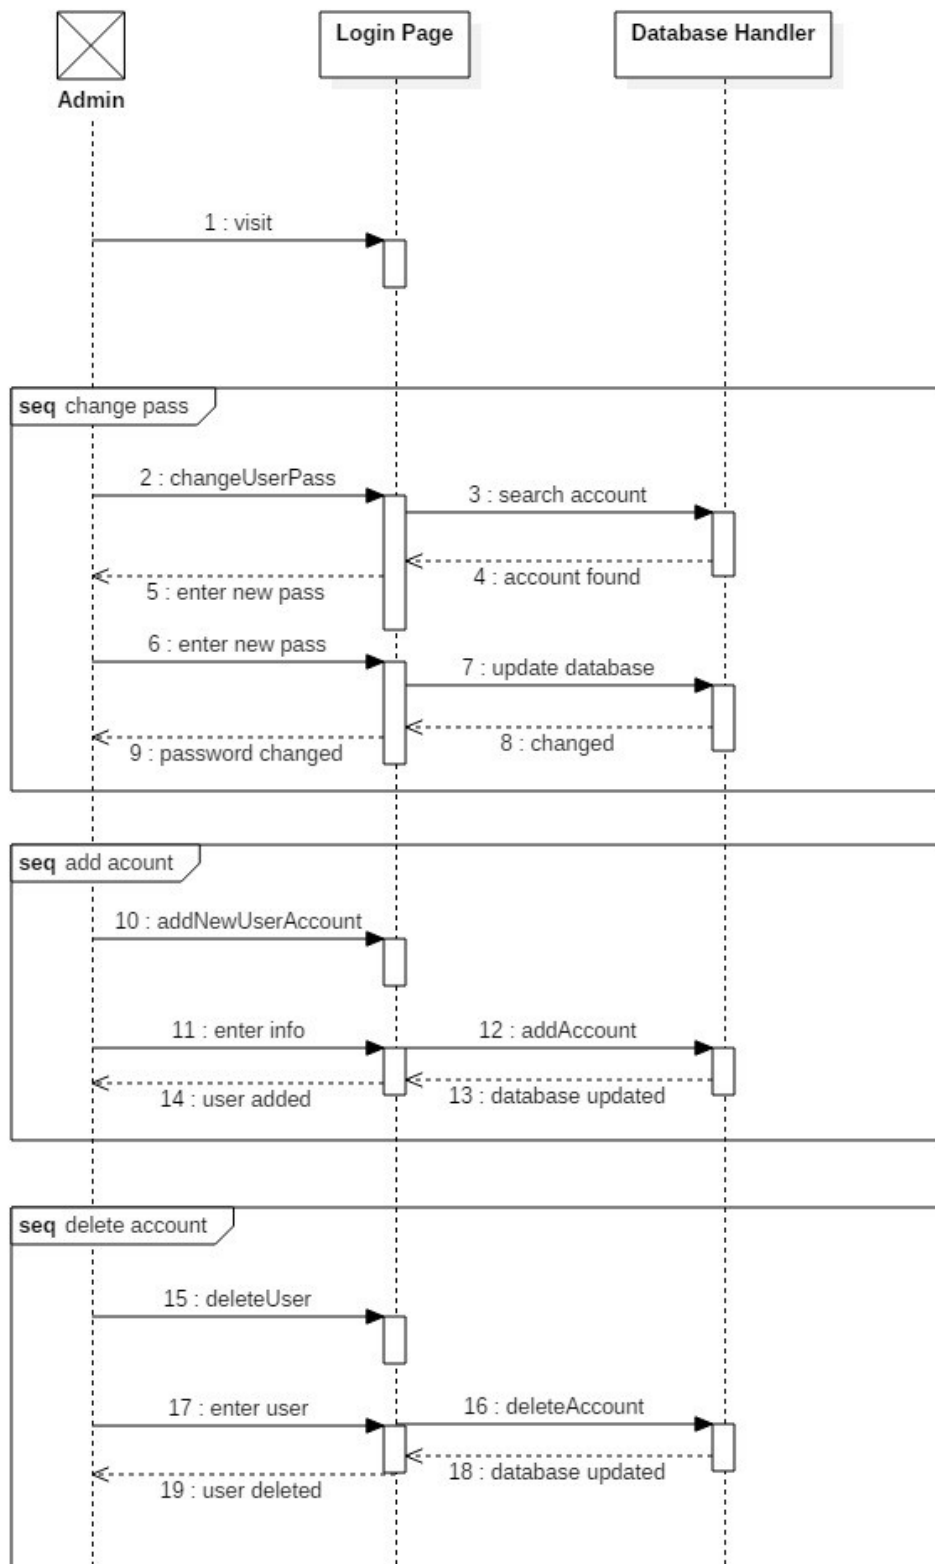 Login Page
Database Handler
Admin
1 : visit
seq change pass
2 : changeUserPass
3 : search account
4 : account found
5 : enter new pass
6 : enter new pass
7 : update database
8 : changed
9 : password changed
seq add acount
10 : addNewUserAccount
11 : enter info
12 : addAccount
13 : database updated
14 : user added
seq delete account
15 : deleteUser
17 : enter user
16 : deleteAccount
18 : database updated
19 : user deleted